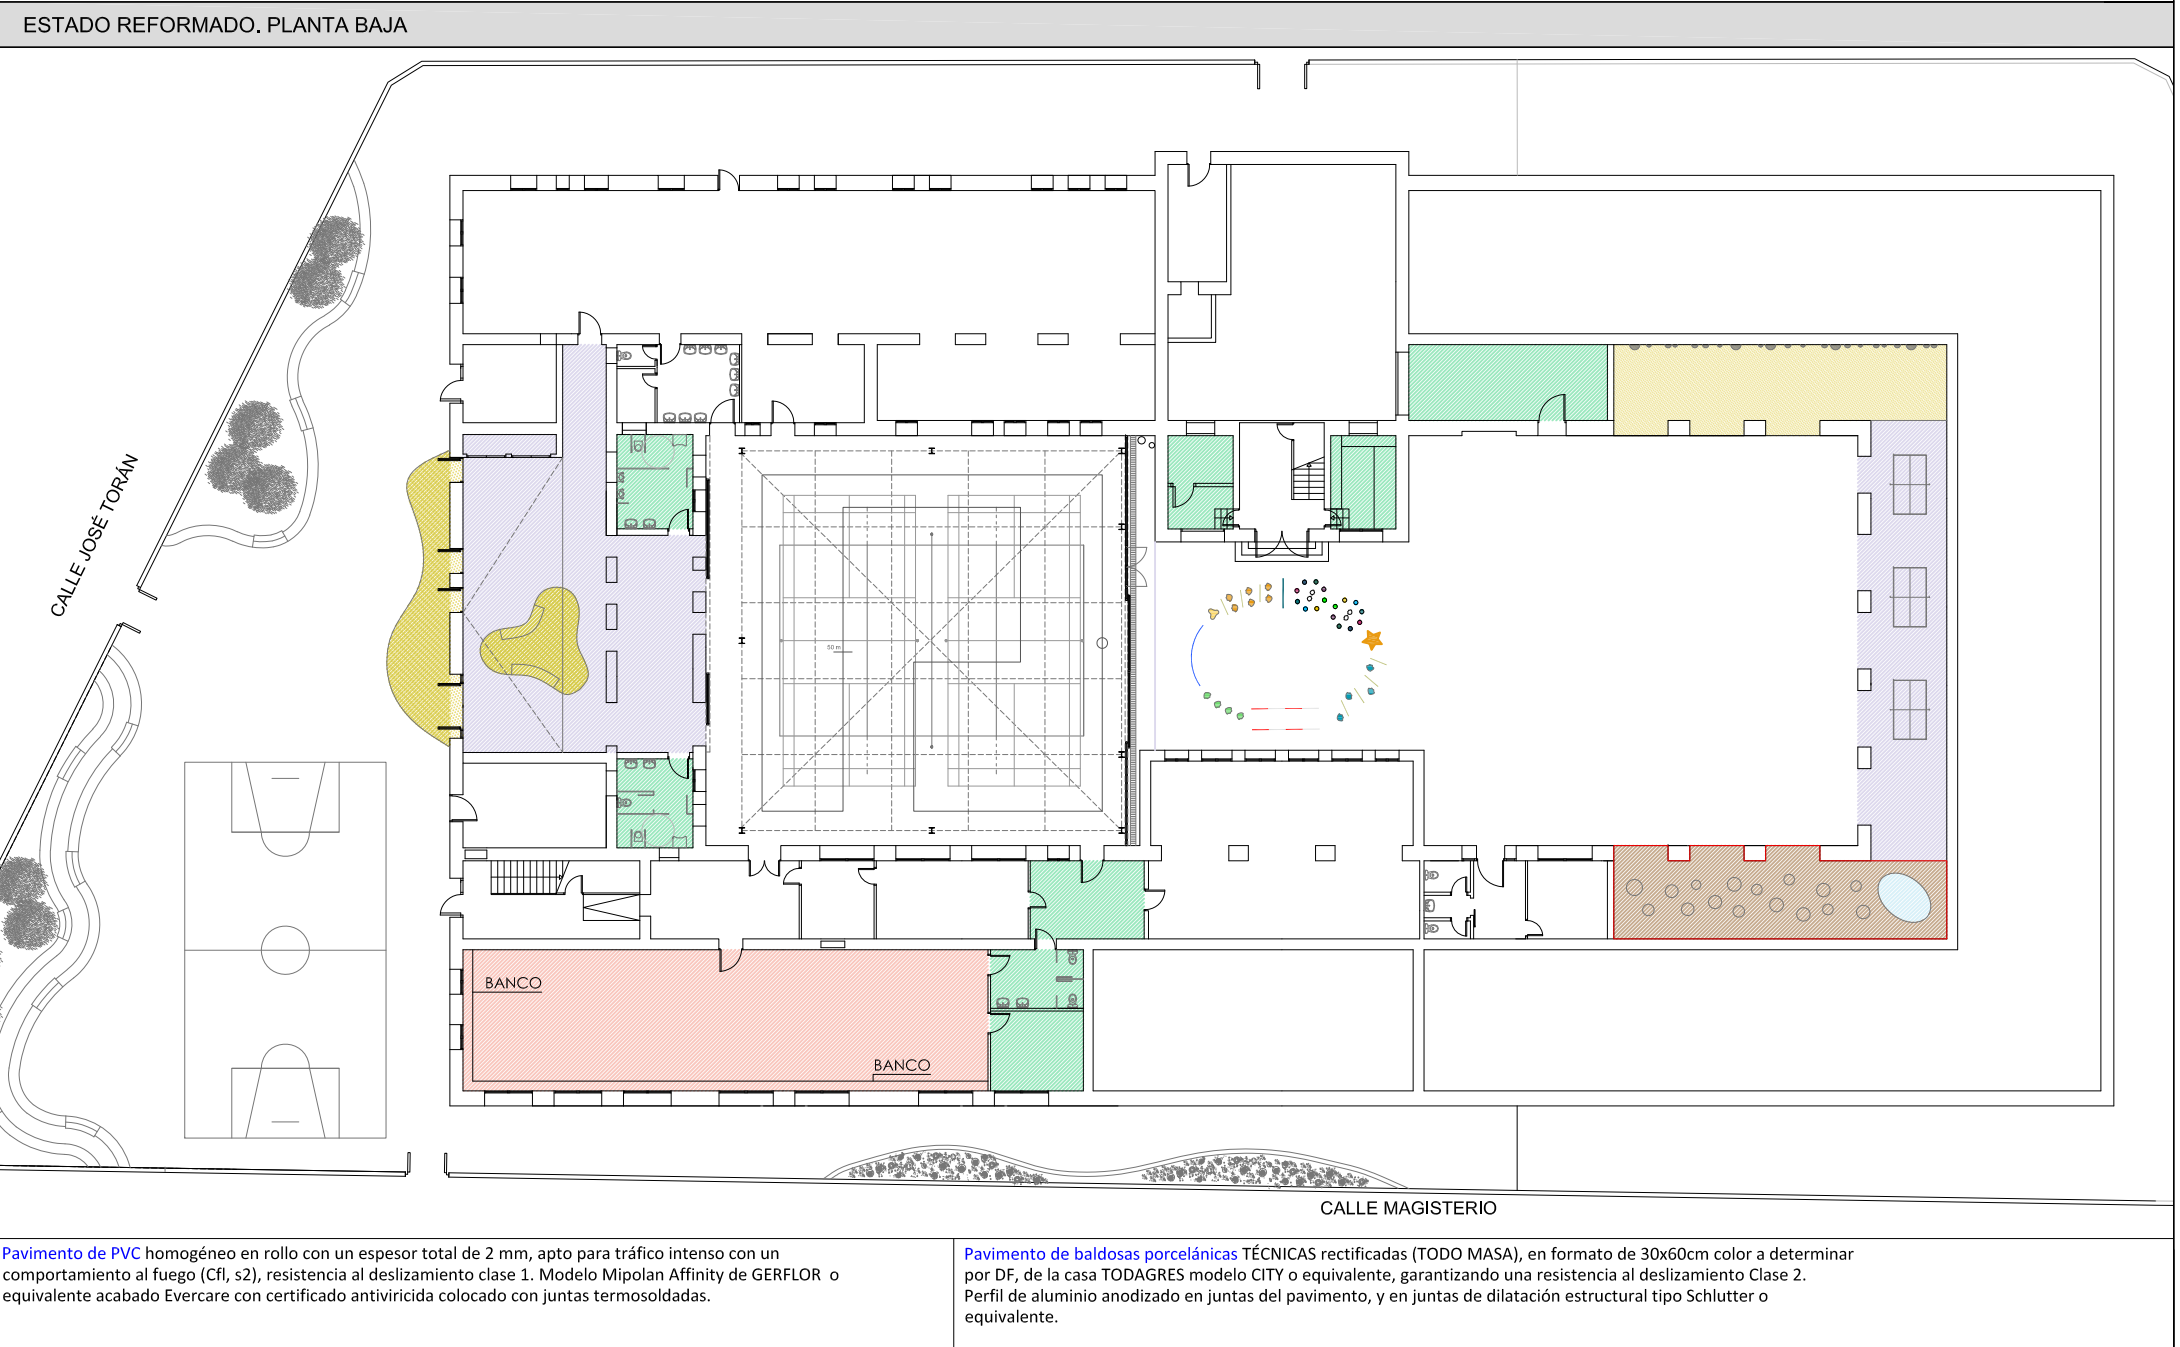 ESTADO REFORMADO. PLANTA BAJA
CALLE JOSÉ TORÁN
50 m
BANCO
BANCO
CALLE MAGISTERIO
Pavimento de PVC homogéneo en rollo con un espesor total de 2 mm, apto para tráfico intenso con un
comportamiento al fuego (Cfl, s2), resistencia al deslizamiento clase 1. Modelo Mipolan Affinity de GERFLOR o
equivalente acabado Evercare con certificado antiviricida colocado con juntas termosoldadas.
Pavimento de baldosas porcelánicas TÉCNICAS rectificadas (TODO MASA), en formato de 30x60cm color a determinar
por DF, de la casa TODAGRES modelo CITY o equivalente, garantizando una resistencia al deslizamiento Clase 2.
Perfil de aluminio anodizado en juntas del pavimento, y en juntas de dilatación estructural tipo Schlutter o
equivalente.